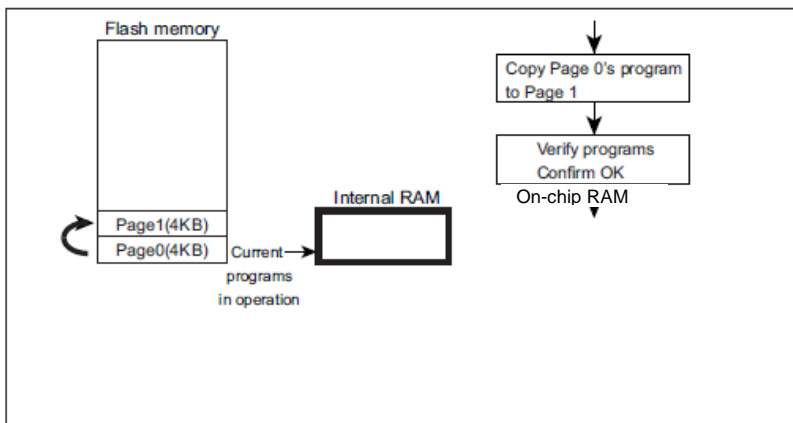 Flash memory
Page1(4KB)
Page0(4KB)
Current
programs
in operation
Internal RAM
Copy Page 0's program
to Page 1
Verify programs
Confirm OK
On-chip RAM